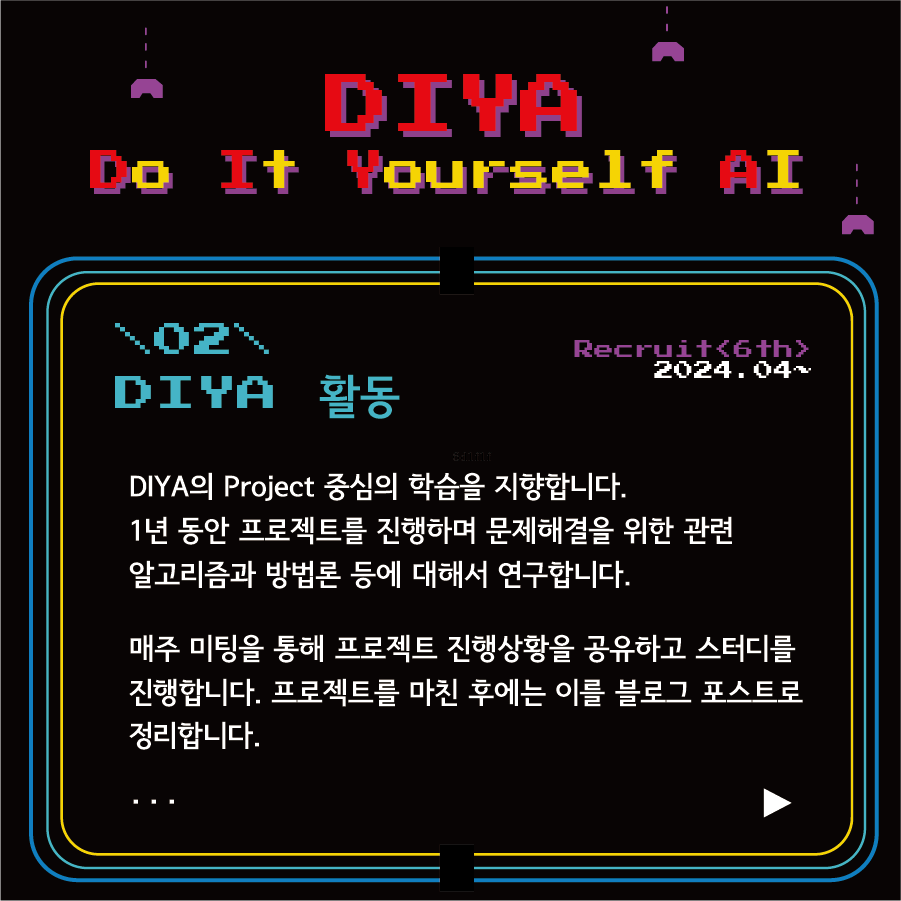 DIYA
Do It Yourself AI
\02\
DIYA 활동
Recruit<6th>
2024.04~
DIYA의 Project 중심의 학습을 지향합니다.
1년 동안 프로젝트를 진행하며 문제해결을 위한 관련
알고리즘과 방법론 등에 대해서 연구합니다.
매주 미팅을 통해 프로젝트 진행상황을 공유하고 스터디를
진행합니다. 프로젝트를 마친 후에는 이를 블로그 포스트로
정리합니다.
...